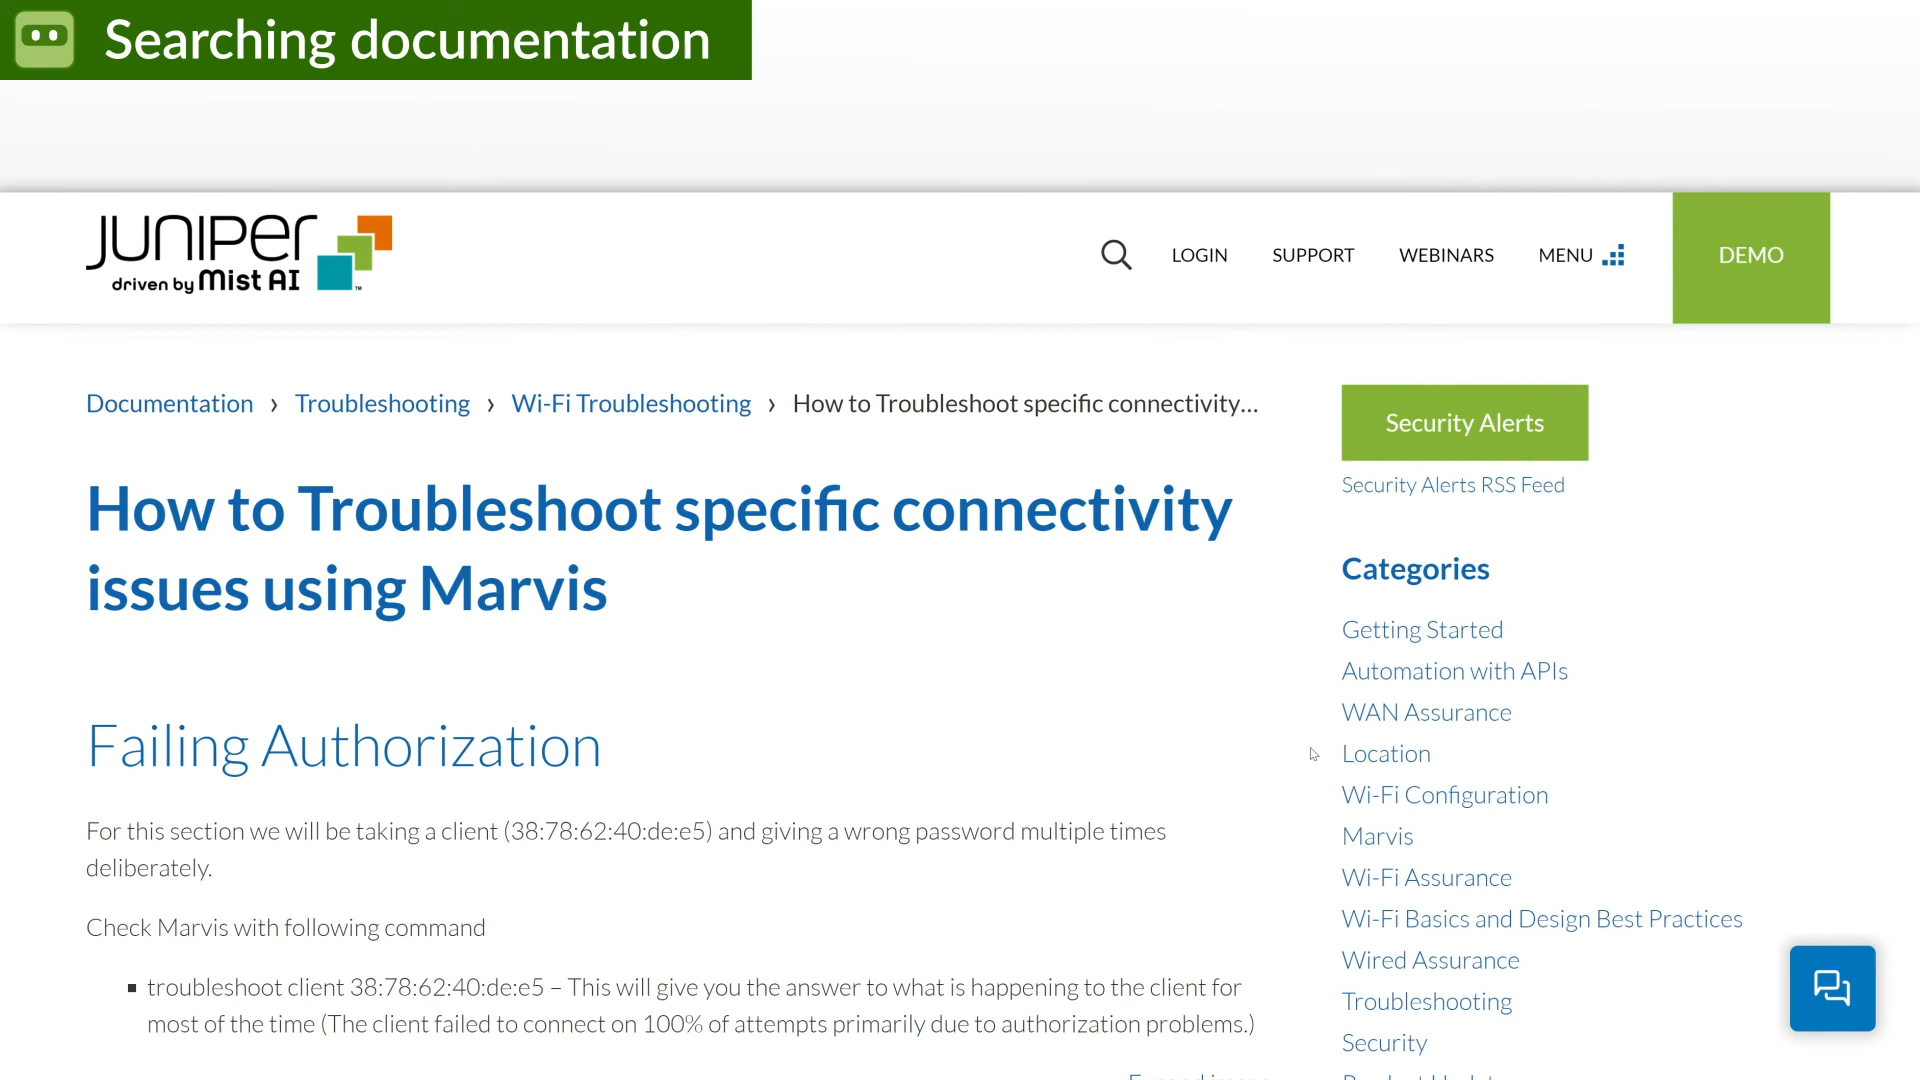 Searching documentation
JUNIPEr
driven by Mist AI
™
LOGIN
SUPPORT
WEBINARS
MENU
DEMO
Documentation › Troubleshooting › Wi-Fi Troubleshooting › How to Troubleshoot specific connectivity...
How to Troubleshoot specific connectivity
issues using Marvis
Failing Authorization
For this section we will be taking a client (38:78:62:40:de:e5) and giving a wrong password multiple times
deliberately.
Check Marvis with following command
▪ troubleshoot client 38:78:62:40:de:e5 – This will give you the answer to what is happening to the client for
most of the time (The client failed to connect on 100% of attempts primarily due to authorization problems.)
Security Alerts
Security Alerts RSS Feed
Categories
Getting Started
Automation with APIs
WAN Assurance
Location
Wi-Fi Configuration
Marvis
Wi-Fi Assurance
Wi-Fi Basics and Design Best Practices
Wired Assurance
Troubleshooting
Security